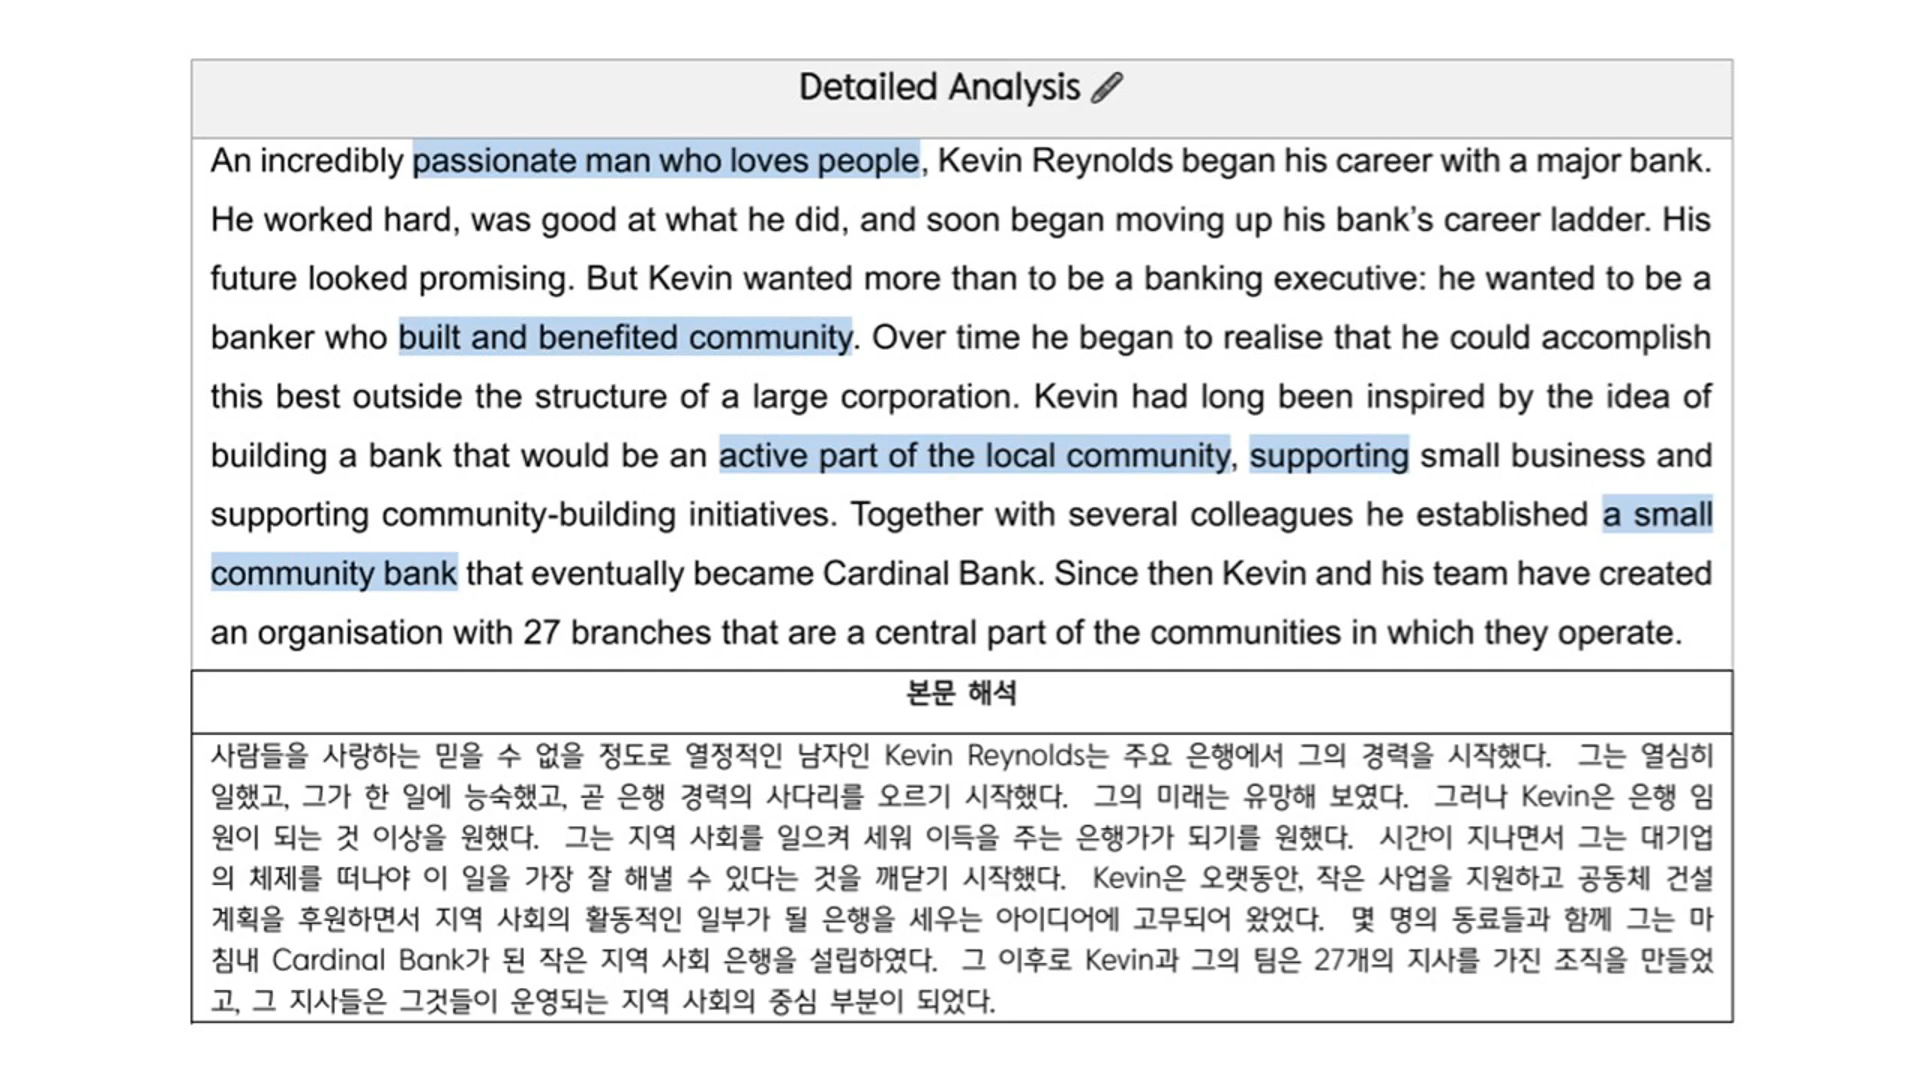 Detailed Analysis
An incredibly passionate man who loves people, Kevin Reynolds began his career with a major bank.
He worked hard, was good at what he did, and soon began moving up his bank’s career ladder. His
future looked promising. But Kevin wanted more than to be a banking executive: he wanted to be a
banker who built and benefited community. Over time he began to realise that he could accomplish
this best outside the structure of a large corporation. Kevin had long been inspired by the idea of
building a bank that would be an active part of the local community, supporting small business and
supporting community-building initiatives. Together with several colleagues he established a small
community bank that eventually became Cardinal Bank. Since then Kevin and his team have created
an organisation with 27 branches that are a central part of the communities in which they operate.
본문 해석
사람들을 사랑하는 믿을 수 없을 정도로 열정적인 남자인 Kevin Reynolds는 주요 은행에서 그의 경력을 시작했다. 그는 열심히
일했고, 그가 한 일에 능숙했고, 곧 은행 경력의 사다리를 오르기 시작했다. 그의 미래는 유망해 보였다. 그러나 Kevin은 은행 임
원이 되는 것 이상을 원했다. 그는 지역 사회를 일으켜 세워 이득을 주는 은행가가 되기를 원했다. 시간이 지나면서 그는 대기업
의 체제를 떠나야 이 일을 가장 잘 해낼 수 있다는 것을 깨닫기 시작했다. Kevin은 오랫동안, 작은 사업을 지원하고 공동체 건설
계획을 후원하면서 지역 사회의 활동적인 일부가 될 은행을 세우는 아이디어에 고무되어 왔었다. 몇 명의 동료들과 함께 그는 마
침내 Cardinal Bank가 된 작은 지역 사회 은행을 설립하였다. 그 이후로 Kevin과 그의 팀은 27개의 지사를 가진 조직을 만들었
고, 그 지사들은 그것들이 운영되는 지역 사회의 중심 부분이 되었다.